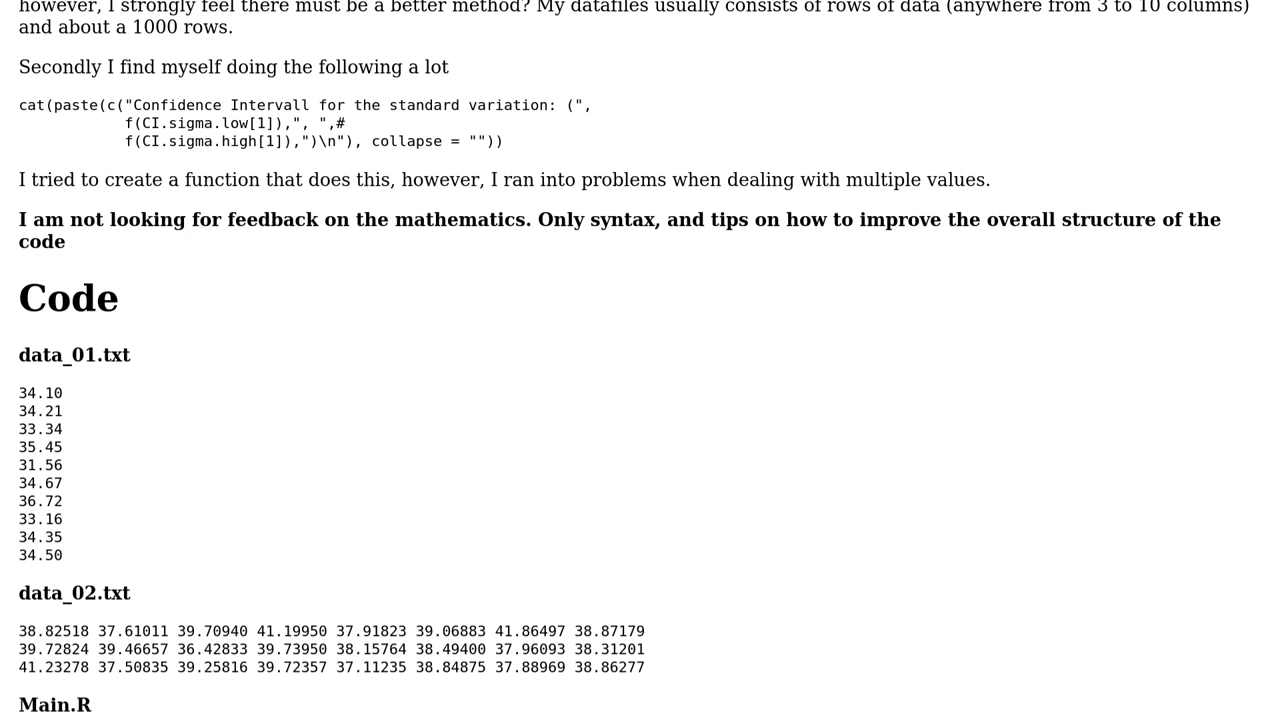 however, I strongly feel there must be a better method? My datafiles usually consists of rows of data (anywhere from 3 to 10 columns)
and about a 1000 rows.
Secondly I find myself doing the following a lot
cat(paste(c("Confidence Intervall for the standard variation: (",
            f(CI.sigma.low[1]),", ",#
            f(CI.sigma.high[1]),")\n"), collapse = ""))
I tried to create a function that does this, however, I ran into problems when dealing with multiple values.
I am not looking for feedback on the mathematics. Only syntax, and tips on how to improve the overall structure of the
code
Code
data_01.txt
34.10
34.21
33.34
35.45
31.56
34.67
36.72
33.16
34.35
34.50
data_02.txt
38.82518 37.61011 39.70940 41.19950 37.91823 39.06883 41.86497 38.87179
39.72824 39.46657 36.42833 39.73950 38.15764 38.49400 37.96093 38.31201
41.23278 37.50835 39.25816 39.72357 37.11235 38.84875 37.88969 38.86277
Main.R